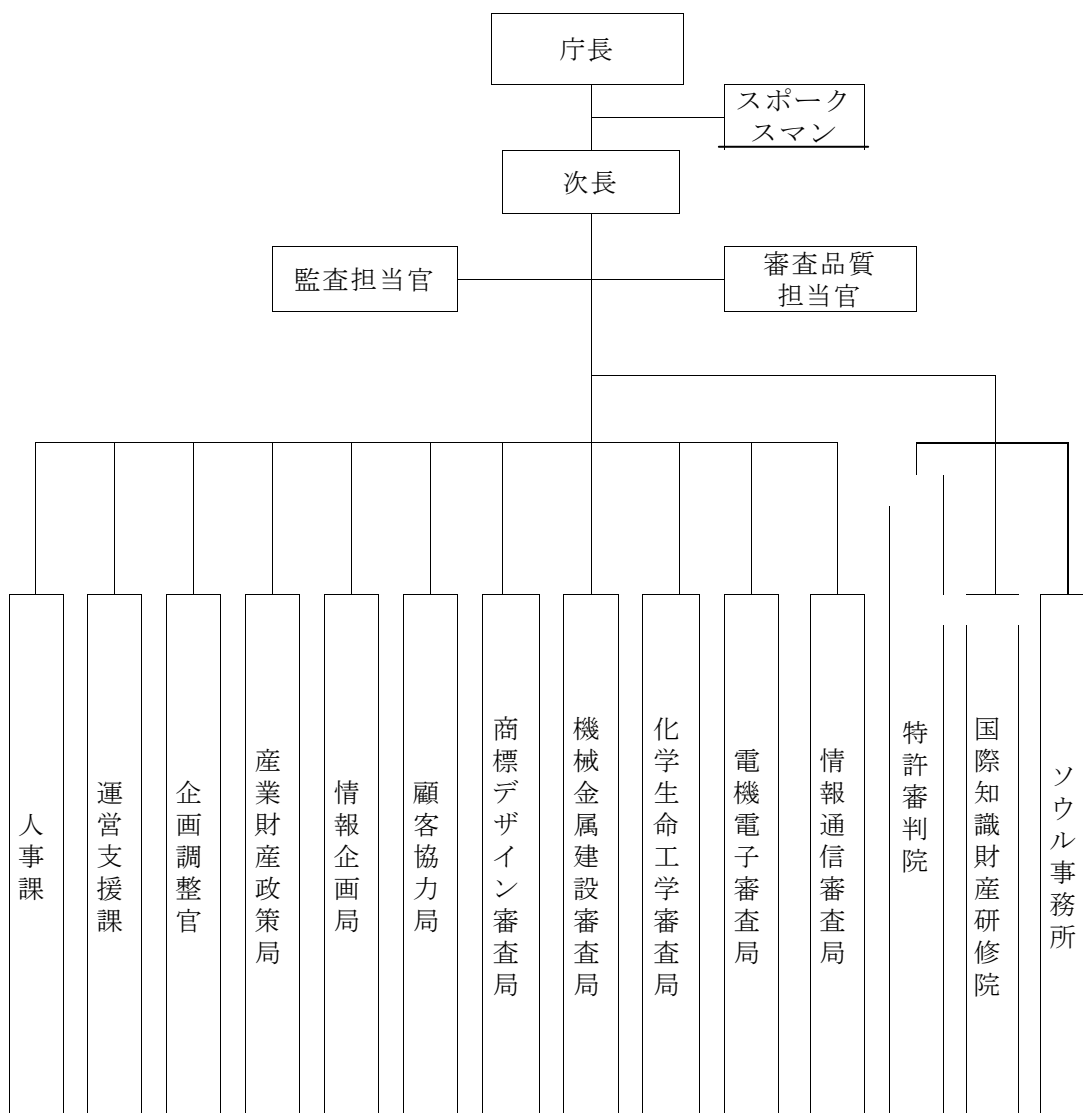 庁長
スポーク
スマン
次長
監査担当官
審査品質
担当官
人事課
運営支援課
企画調整官
産業財産政策局
情報企画局
顧客協力局
商標デザイン審査局
機械金属建設審査局
化学生命工学審査局
電機電子審査局
情報通信審査局
特許審判院
国際知識財産研修院
ソウル事務所